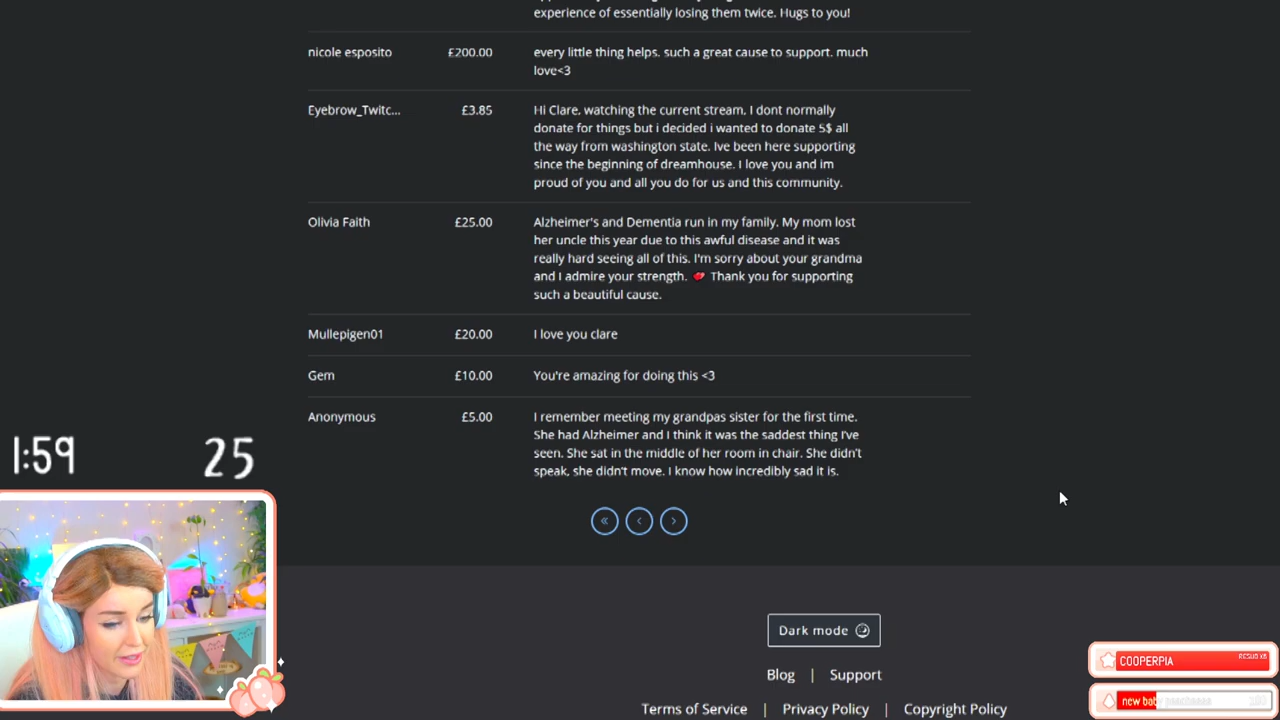 experience of essentially losing them twice. Hugs to you!
nicole esposito £200.00 every little thing helps. such a great cause to support. much
love<3
Eyebrow_Twitc... £3.85 Hi Clare, watching the current stream, I dont normally
donate for things but i decided i wanted to donate 5$ all
the way from washington state. Ive been here supporting
since the beginning of dreamhouse. I love you and im
proud of you and all you do for us and this community.
Olivia Faith £25.00 Alzheimer's and Dementia run in my family. My mom lost
her uncle this year due to this awful disease and it was
really hard seeing all of this. I'm sorry about your grandma
and I admire your strength. Thank you for supporting
such a beautiful cause.
Mullepigen01 £20.00 I love you clare
Gem £10.00 You're amazing for doing this <3
Anonymous £5.00 I remember meeting my grandpas sister for the first time.
She had Alzheimer and I think it was the saddest thing I've
seen. She sat in the middle of her room in chair. She didn't
speak, she didn't move. I know how incredibly sad it is.
1:59 25
Dark mode
Blog | Support
Terms of Service | Privacy Policy | Copyright Policy
COOPERPIA
new baby